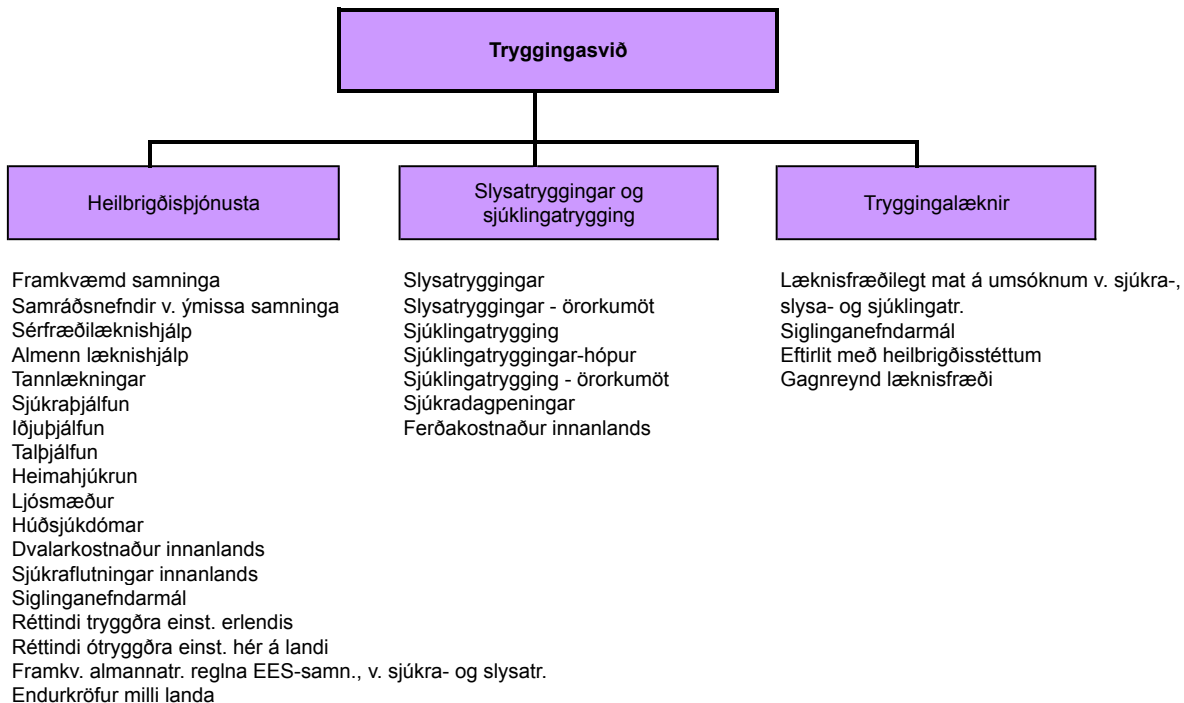 Tryggingasvið
Heilbrigðisþjónusta
Slysatryggingar og
sjúklingatrygging
Tryggingalæknir
Framkvæmd samninga
Samráðsnefndir v. ýmissa samninga
Sérfræðilæknishjálp
Almenn læknishjálp
Tannlækningar
Sjúkraþjálfun
Iðjuþjálfun
Talþjálfun
Heimahjúkrun
Ljósmæður
Húðsjúkdómar
Dvalarkostnaður innanlands
Sjúkraflutningar innanlands
Siglinganefndarmál
Réttindi tryggðra einst. erlendis
Réttindi ótryggðra einst. hér á landi
Framkv. almannatr. reglna EES-samn., v. sjúkra- og slysatr.
Endurkröfur milli landa
Slysatryggingar
Slysatryggingar - örorkumöt
Sjúklingatrygging
Sjúklingatryggingar-hópur
Sjúklingatrygging - örorkumöt
Sjúkradagpeningar
Ferðakostnaður innanlands
Læknisfræðilegt mat á umsóknum v. sjúkra-,
slysa- og sjúklingatr.
Siglinganefndarmál
Eftirlit með heilbrigðisstéttum
Gagnreynd læknisfræði